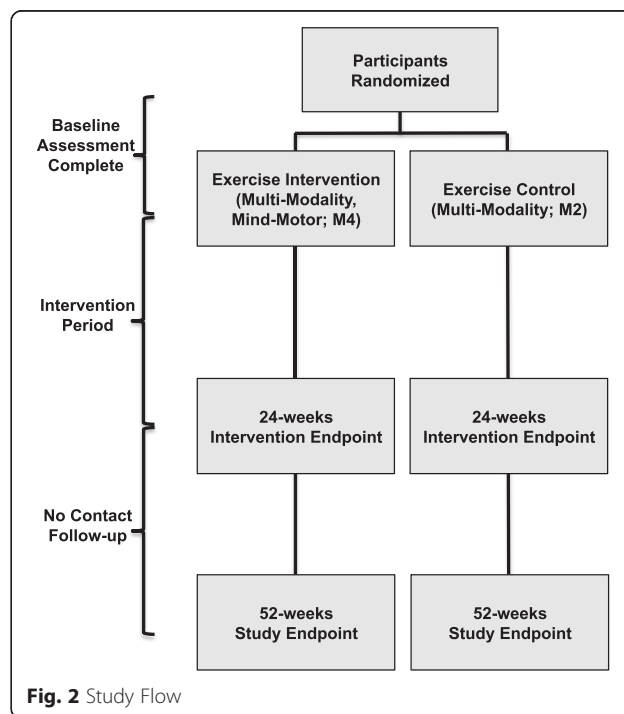 Participants
Randomized
Baseline
Assessment
Complete
Exercise Intervention
(Multi-Modality,
Mind-Motor; M4)
Exercise Control
(Multi-Modality; M2)
Intervention
Period
24-weeks
Intervention Endpoint
24-weeks
Intervention Endpoint
No Contact
Follow-up
52-weeks
Study Endpoint
52-weeks
Study Endpoint
Fig. 2 Study Flow